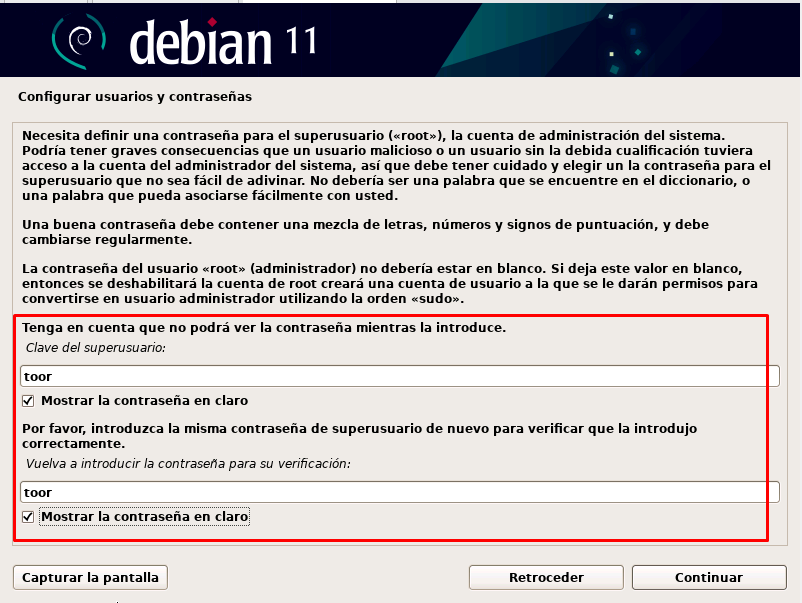 debian 11
Configurar usuarios y contraseñas
Necesita definir una contraseña para el superusuario («root»), la cuenta de administración del sistema.
Podría tener graves consecuencias que un usuario malicioso o un usuario sin la debida cualificación tuviera
acceso a la cuenta del administrador del sistema, así que debe tener cuidado y elegir un la contraseña para el
superusuario que no sea fácil de adivinar. No debería ser una palabra que se encuentre en el diccionario, o
una palabra que pueda asociarse fácilmente con usted.
Una buena contraseña debe contener una mezcla de letras, números y signos de puntuación, y debe
cambiarse regularmente.
La contraseña del usuario «root» (administrador) no debería estar en blanco. Si deja este valor en blanco,
entonces se deshabilitará la cuenta de root creará una cuenta de usuario a la que se le darán permisos para
convertirse en usuario administrador utilizando la orden «sudo».
Tenga en cuenta que no podrá ver la contraseña mientras la introduce.
Clave del superusuario:
toor
Mostrar la contraseña en claro
Por favor, introduzca la misma contraseña de superusuario de nuevo para verificar que la introdujo
correctamente.
Vuelva a introducir la contraseña para su verificación:
toor
Mostrar la contraseña en claro
Capturar la pantalla
Retroceder
Continuar